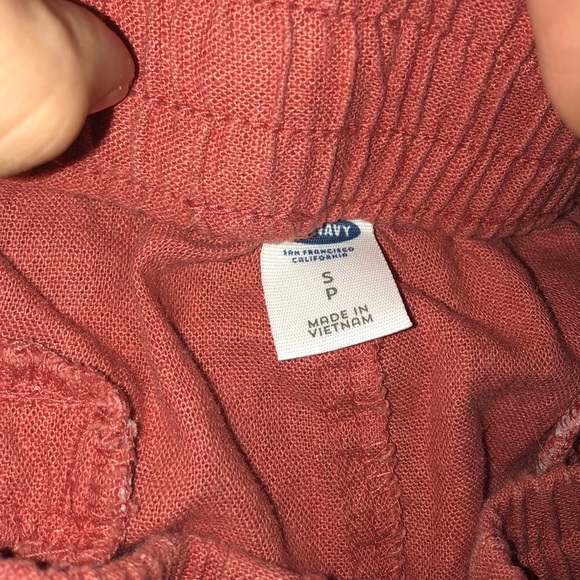 NAVY
SAN FRANCISCO
CALIFORNIA
S
P
MADE IN
VIETNAM